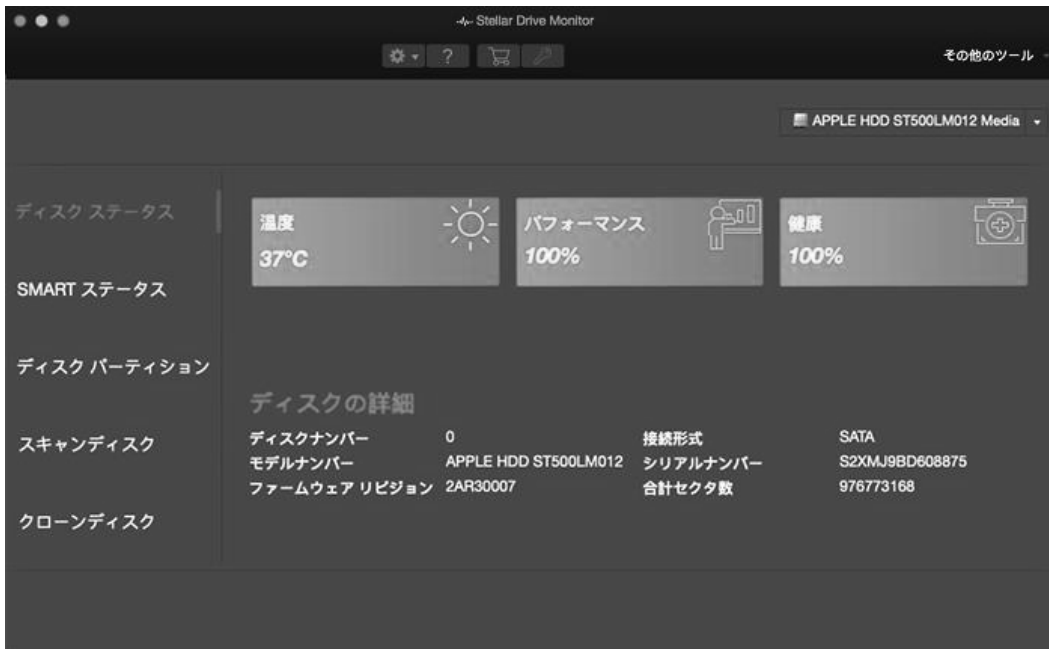 Stellar Drive Monitor
?
その他のツール
APPLE HDD ST500LM012 Media
ディスク ステータス
SMART ステータス
ディスク パーティション
スキャンディスク
クローンディスク
温度
37°C
パフォーマンス
100%
健康
100%
ディスクの詳細
ディスクナンバー 0 接続形式 SATA
モデルナンバー APPLE HDD ST500LM012 シリアルナンバー S2XMJ9BD608875
ファームウェア リビジョン 2AR30007 合計セクタ数 976773168